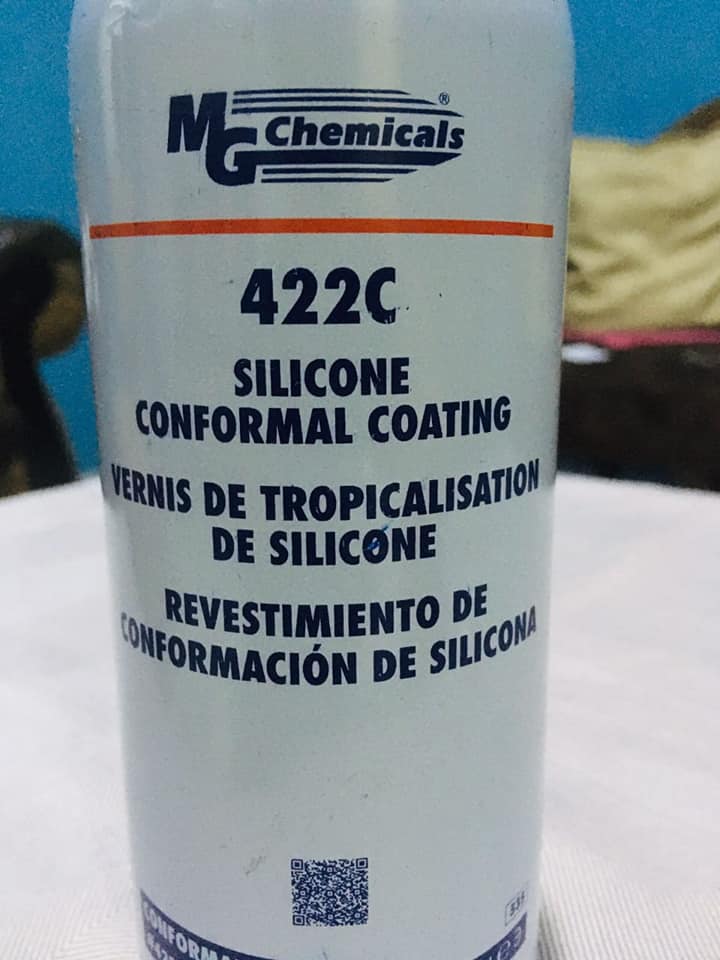 MG Chemicals®
422C
SILICONE
CONFORMAL COATING
VERNIS DE TROPICALISATION
DE SILICONE
REVESTIMIENTO DE
CONFORMACIÓN DE SILICONA